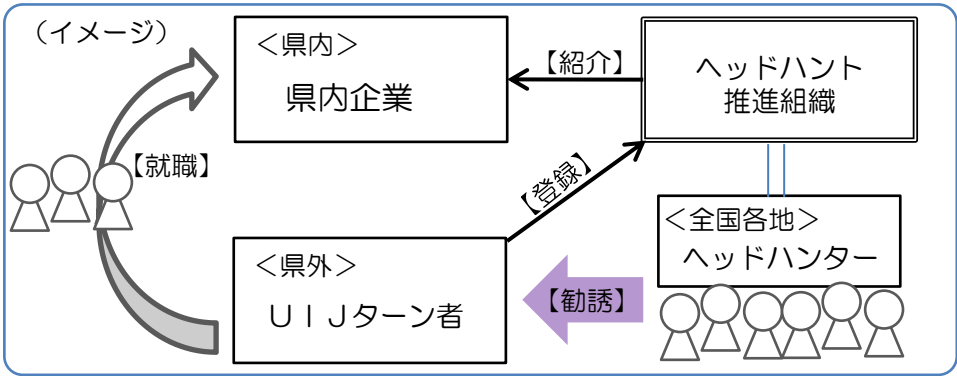 （イメージ）
＜県内＞
県内企業
【紹介】
ヘッドハント
推進組織
【就職】
【登録】
＜全国各地＞
ヘッドハンター
＜県外＞
ＵＩＪターン者
【勧誘】